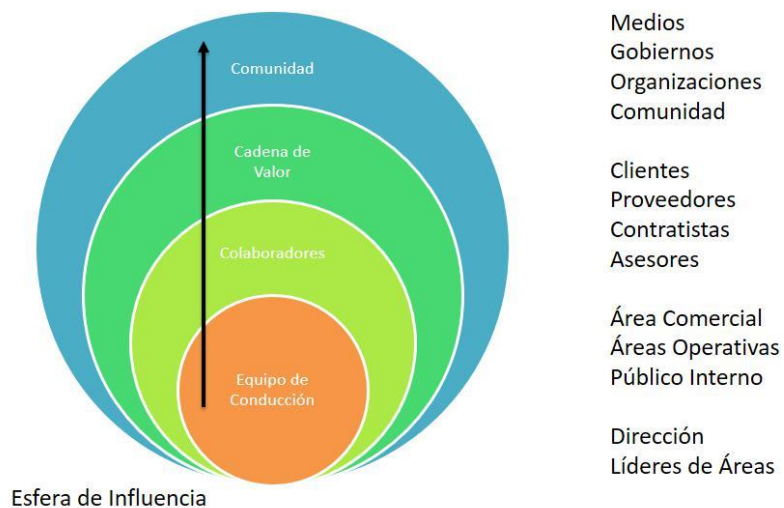 Comunidad
Cadena de
Valor
Colaboradores
Equipo de
Conducción
Esfera de Influencia
Medios
Gobiernos
Organizaciones
Comunidad
Clientes
Proveedores
Contratistas
Asesores
Área Comercial
Áreas Operativas
Público Interno
Dirección
Líderes de Áreas